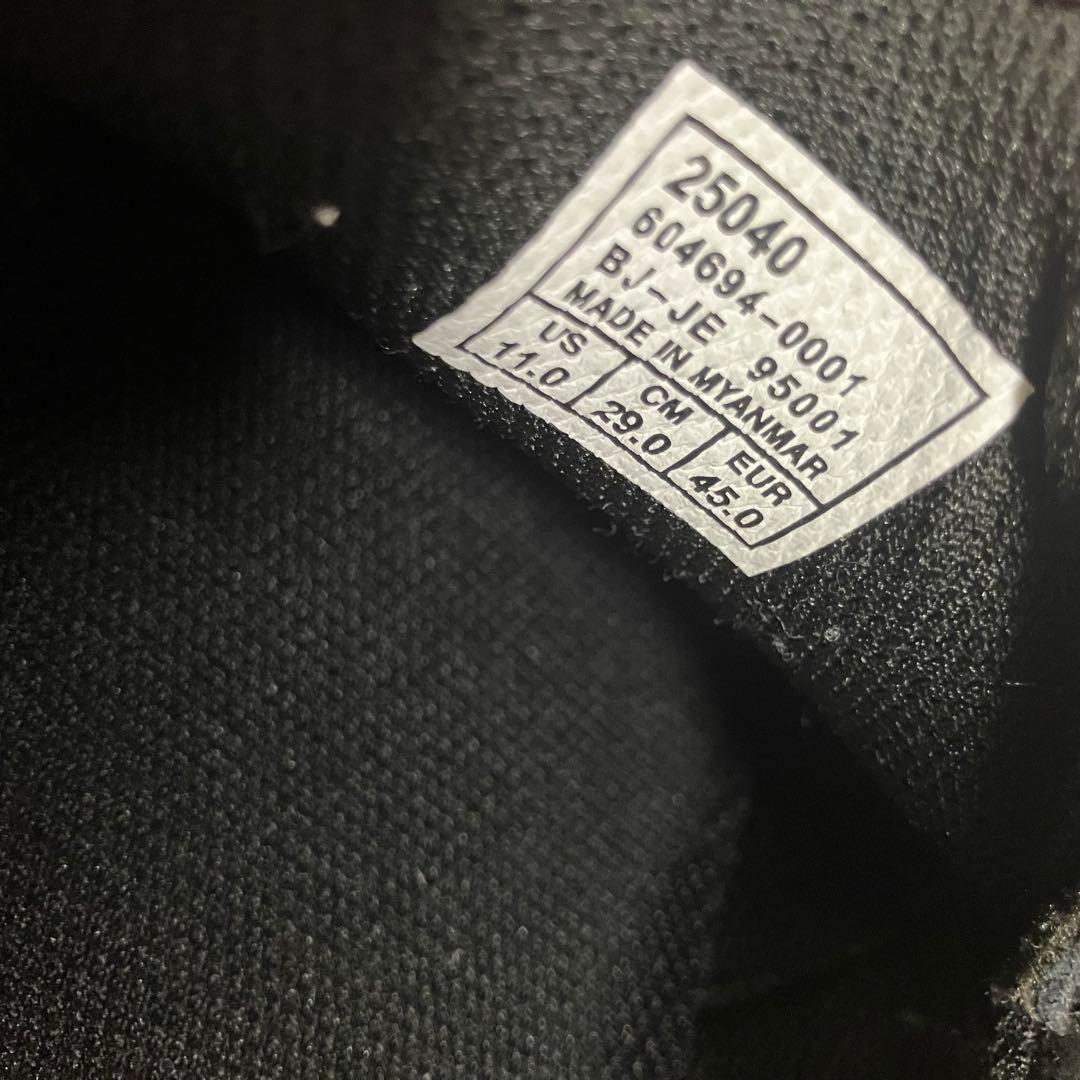 25040
604694-0001
BJ-JE 95001
MADE IN MYANMAR
US CM EUR
11.0 29.0 45.0